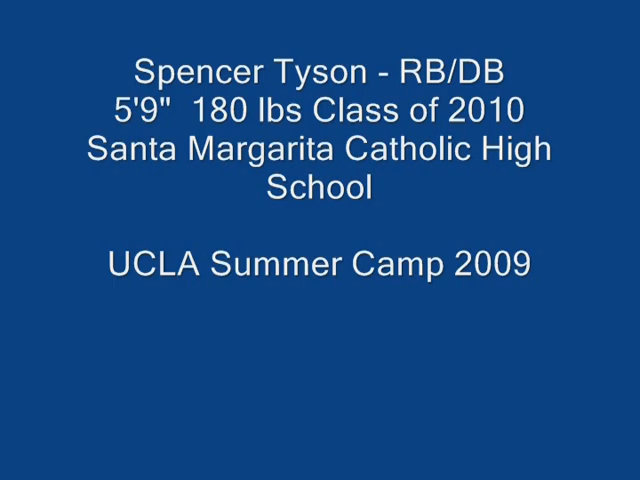 Spencer Tyson - RB/DB
5'9"  180 lbs Class of 2010
Santa Margarita Catholic High
School
UCLA Summer Camp 2009